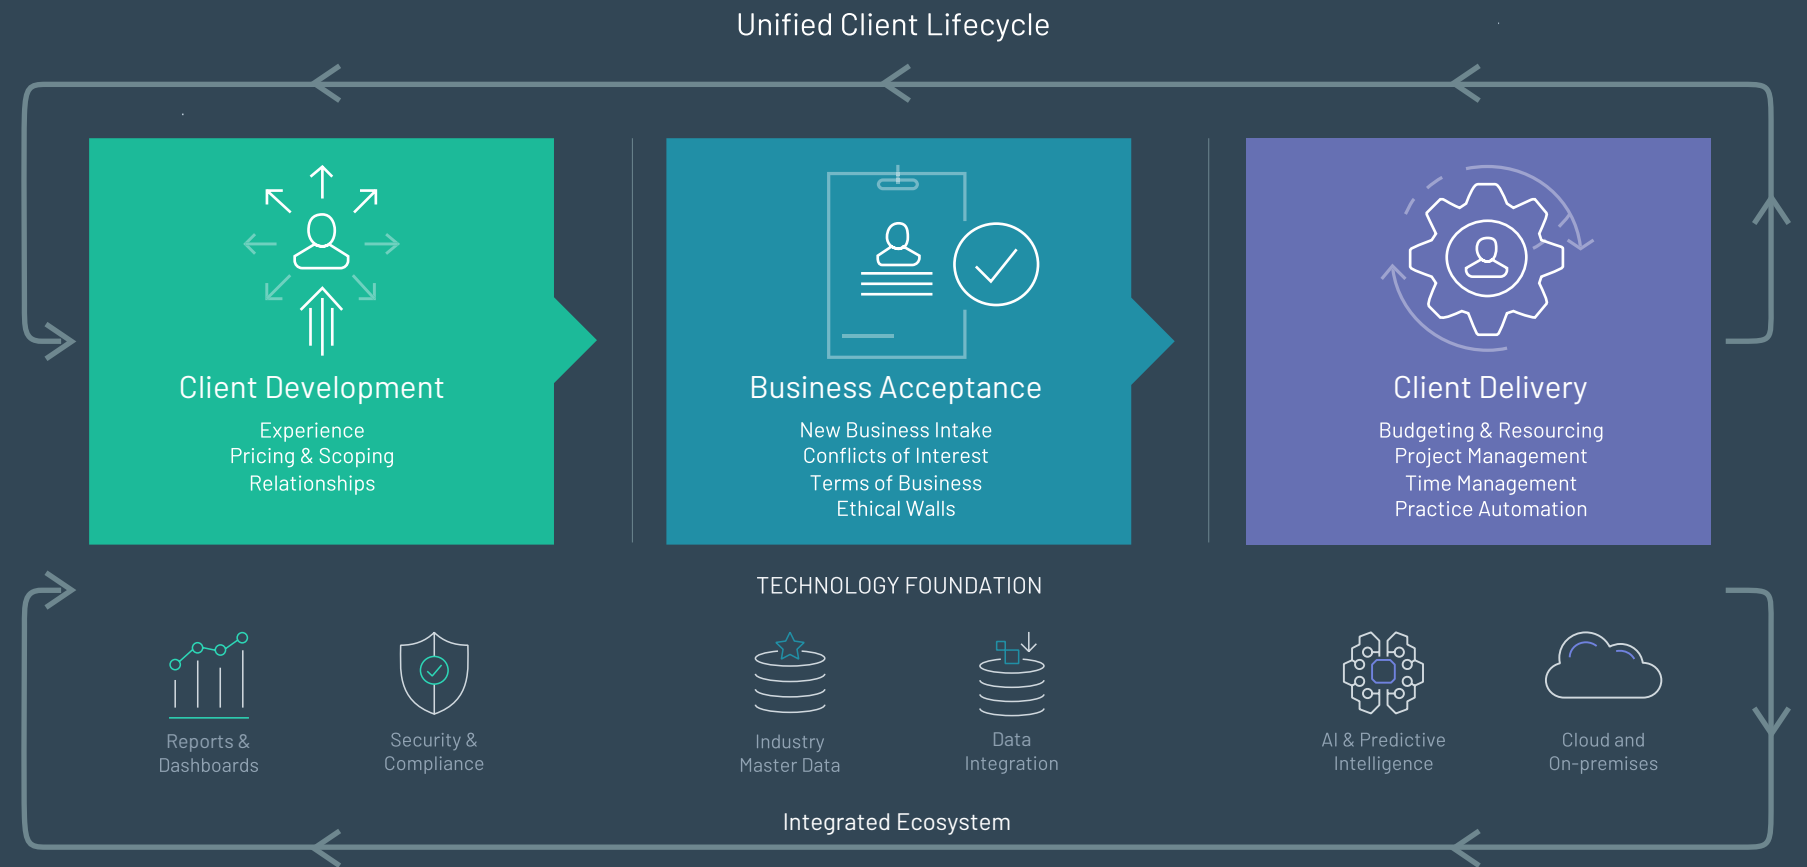 Unified Client Lifecycle
Client Development
Experience
Pricing & Scoping
Relationships
Business Acceptance
New Business Intake
Conflicts of Interest
Terms of Business
Ethical Walls
Client Delivery
Budgeting & Resourcing
Project Management
Time Management
Practice Automation
TECHNOLOGY FOUNDATION
Reports &
Dashboards
Security &
Compliance
Industry
Master Data
Data
Integration
AI & Predictive
Intelligence
Cloud and
On-premises
Integrated Ecosystem